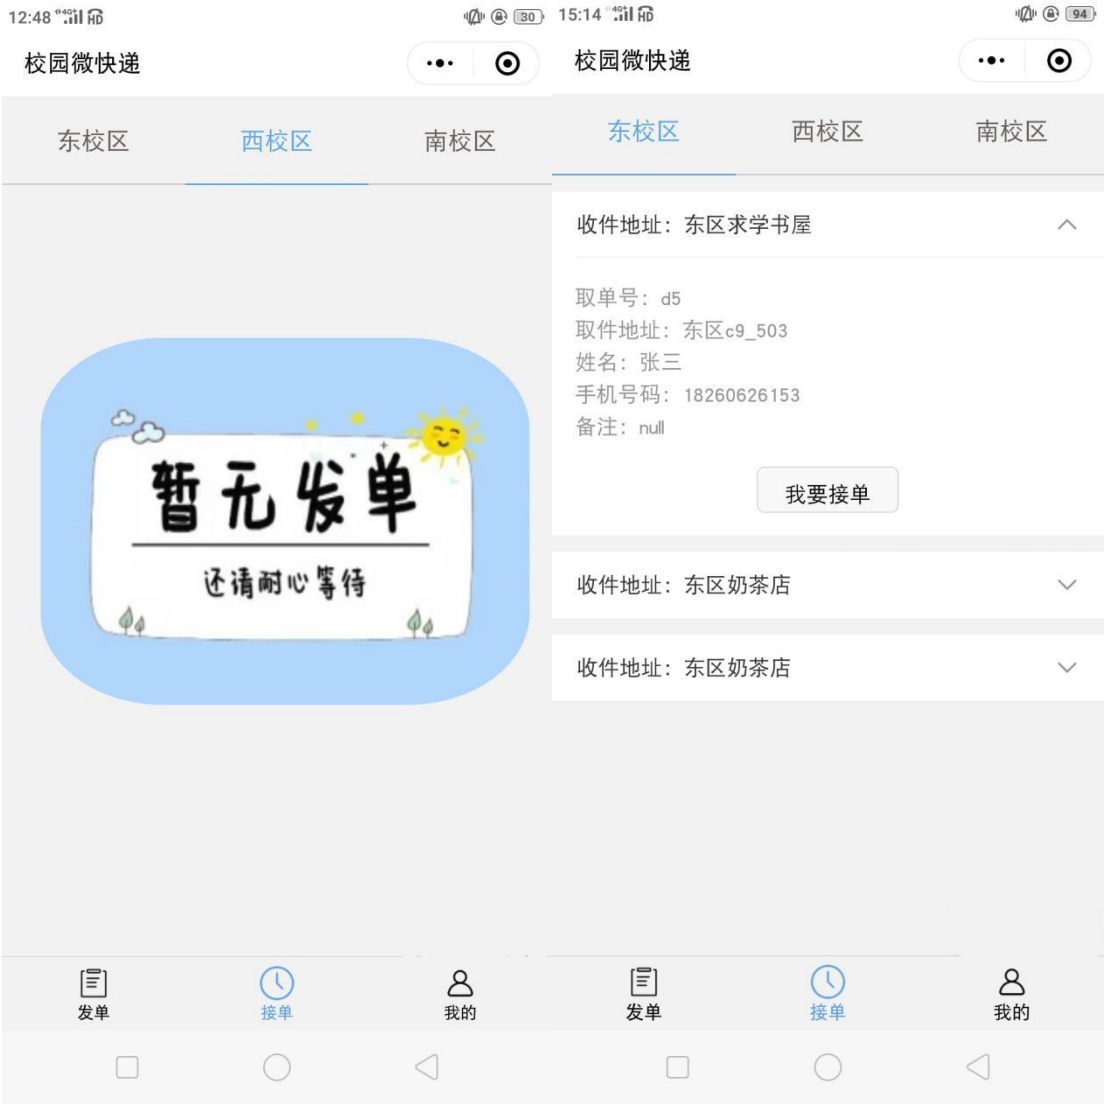 12:48
4G+
HD
30
校园微快递
东校区
西校区
南校区
暂无发单
还请耐心等待
发单
接单
我的
15:14
4G+
HD
94
校园微快递
东校区
西校区
南校区
收件地址：东区求学书屋
取单号：d5
取件地址：东区c9_503
姓名：张三
手机号码：18260626153
备注：null
我要接单
收件地址：东区奶茶店
收件地址：东区奶茶店
发单
接单
我的